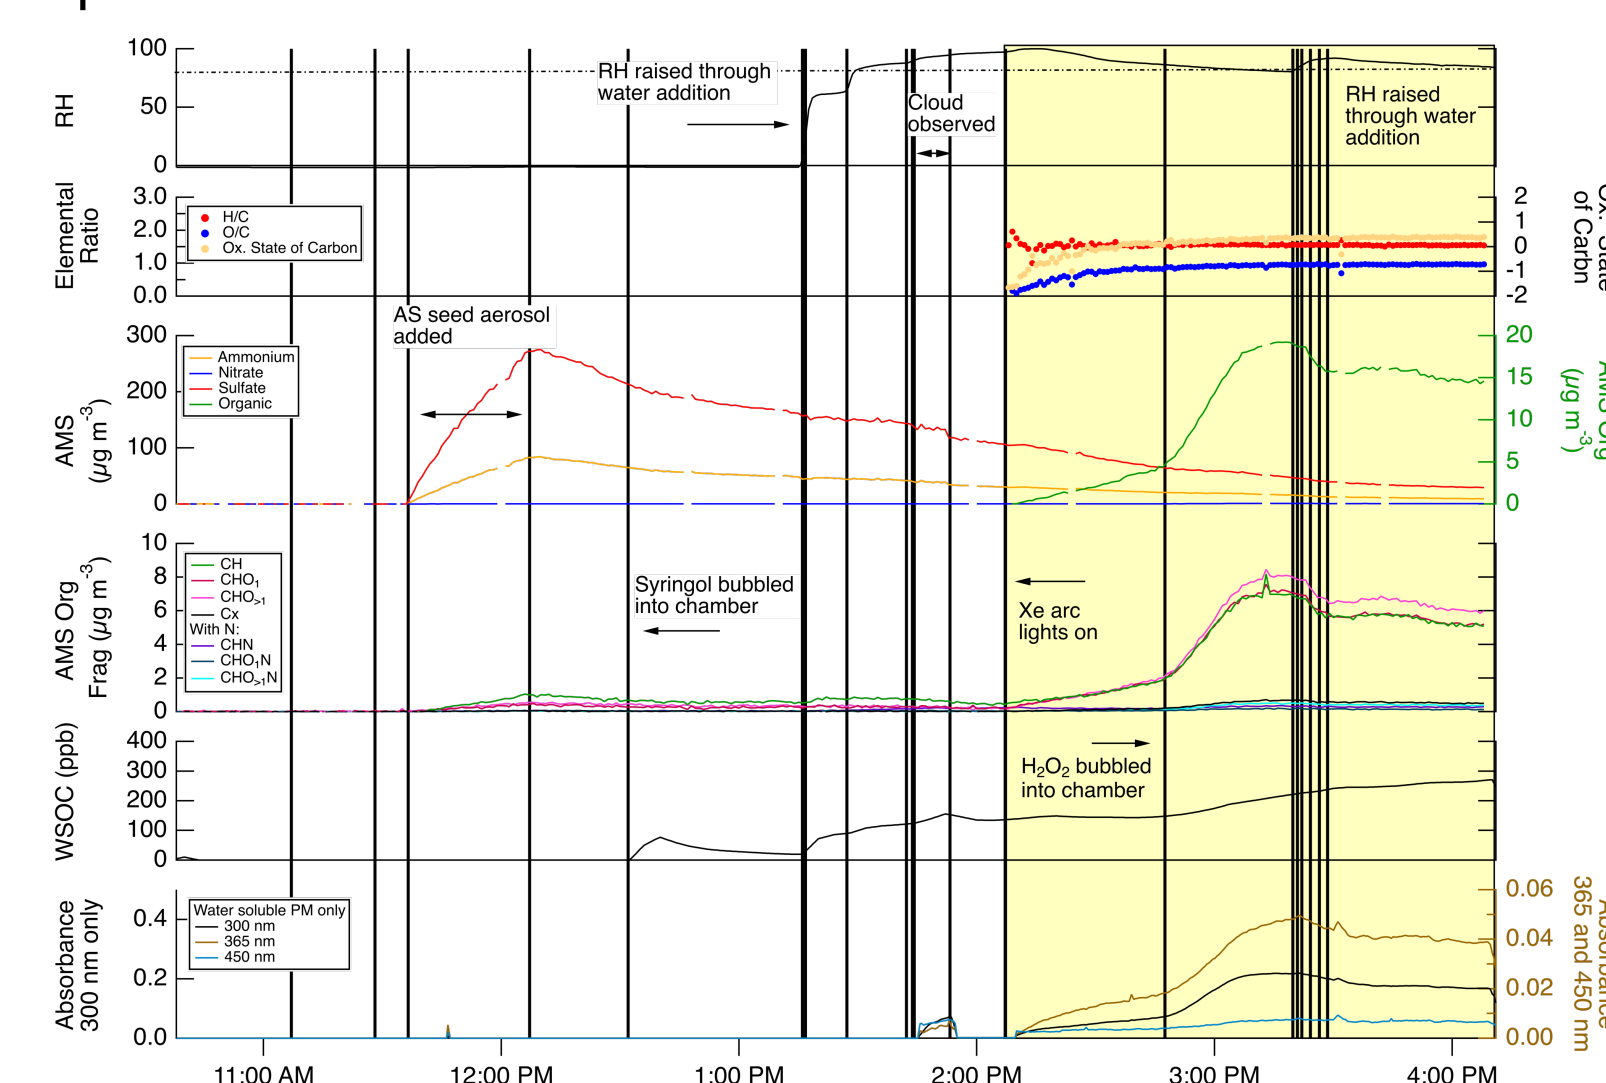 100
50
0
RH
RH raised through
water addition
Cloud
observed
RH raised
through water
addition
3.0
2.0
1.0
0.0
Elemental
Ratio
H/C
O/C
Ox. State of Carbon
2
1
0
-1
-2
of Carbn
AS seed aerosol
added
300
200
100
0
AMS
(µg m-3)
Ammonium
Nitrate
Sulfate
Organic
20
15
10
5
0
AMS Org
(µg m-3)
10
8
6
4
2
0
AMS Org
Frag (µg m-3)
CH
CHO1
CHO>1
Cx
With N:
CHN
CHO1N
CHO>1N
Syringol bubbled
into chamber
Xe arc
lights on
400
300
200
100
0
WSOC (ppb)
H2O2 bubbled
into chamber
0.4
0.2
0.0
Absorbance
300 nm only
Water soluble PM only
300 nm
365 nm
450 nm
0.06
0.04
0.02
0.00
Absorbance
365 and 450 nm
11:00 AM
12:00 PM
1:00 PM
2:00 PM
3:00 PM
4:00 PM